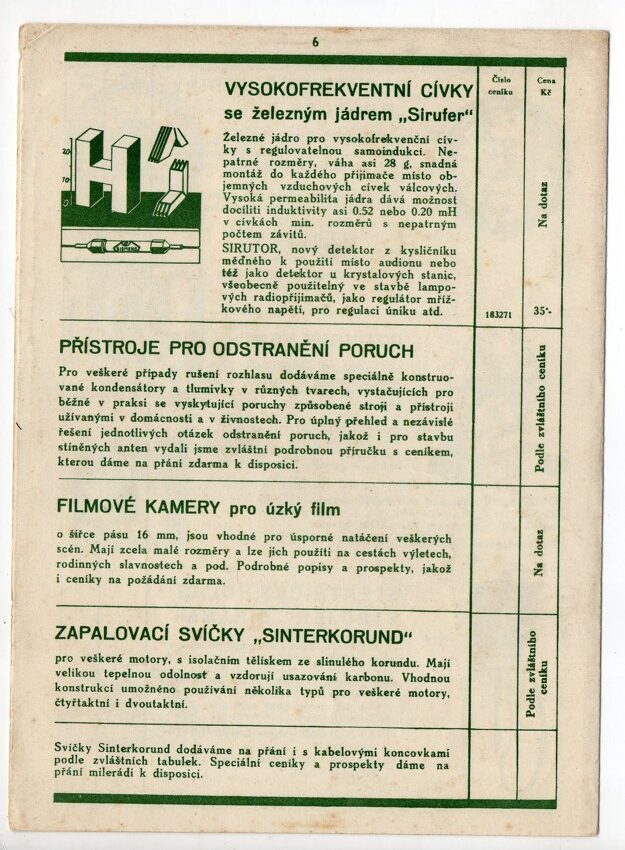 6
Číslo
ceníku
Cena
Kč
VYSOKOFREKVENTNÍ CÍVKY
se železným jádrem „Sirufer"
Železné jádro pro vysokofrekvenční cív-
ky s regulovatelnou samoindukcí. Ne-
patrné rozměry, váha asi 28 g, snadná
montáž do každého přijimače místo ob-
jemných vzduchových cívek válcových.
Vysoká permeabilita jádra dává možnost
docíliti induktivity asi 0.52 nebo 0.20 mH
v cívkách min. rozměrů s nepatrným
počtem závitů.
SIRUTOR, nový detektor z kysličníku
měďného k použití místo audionu nebo
též jako detektor u krystalových stanic,
všeobecně použitelný ve stavbě lampo-
vých radiopřijimačů, jako regulátor mříž-
kového napětí, pro regulaci úniku atd.
20
10
0
H
SIEMENS
Na dotaz
183271
35·-
PŘÍSTROJE PRO ODSTRANĚNÍ PORUCH
Pro veškeré případy rušení rozhlasu dodáváme speciálně konstruo-
vané kondensátory a tlumivky v různých tvarech, vystačujících pro
běžné v praksi se vyskytující poruchy způsobené stroji a přístroji
užívanými v domácnosti a v živnostech. Pro úplný přehled a nezávislé
řešení jednotlivých otázek odstranění poruch, jakož i pro stavbu
stíněných anten vydali jsme zvláštní podrobnou příručku s ceníkem,
kterou dáme na přání zdarma k disposici.
Podle zvláštního ceníku
FILMOVÉ KAMERY pro úzký film
o šířce pásu 16 mm, jsou vhodné pro úsporné natáčení veškerých
scén. Mají zcela malé rozměry a lze jich použíti na cestách výletech,
rodinných slavnostech a pod. Podrobné popisy a prospekty, jakož
i ceníky na požádání zdarma.
Na dotaz
ZAPALOVACÍ SVÍČKY „SINTERKORUND"
pro veškeré motory, s isolačním tělískem ze slinulého korundu. Mají
velikou tepelnou odolnost a vzdorují usazování karbonu. Vhodnou
konstrukcí umožněno používání několika typů pro veškeré motory,
čtyřtaktní i dvoutaktní.
Podle zvláštního
ceníku
Svíčky Sinterkorund dodáváme na přání i s kabelovými koncovkami
podle zvláštních tabulek. Speciální ceníky a prospekty dáme na
přání milerádi k disposici.